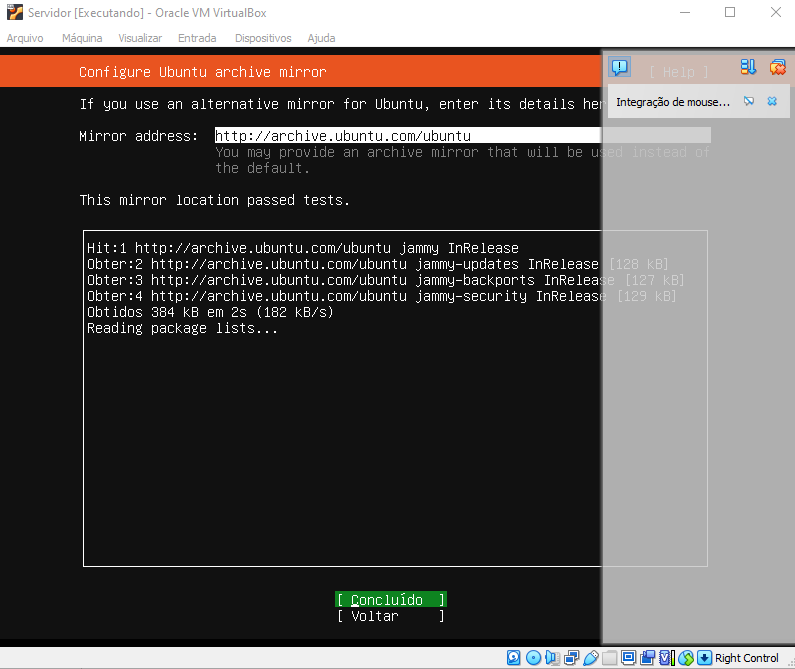 Servidor [Executando] - Oracle VM VirtualBox
Arquivo Máquina Visualizar Entrada Dispositivos Ajuda
Configure Ubuntu archive mirror [ Help ]
If you use an alternative mirror for Ubuntu, enter its details her
Integração de mouse...
Mirror address: http://archive.ubuntu.com/ubuntu
You may provide an archive mirror that will be used instead of
the default.
This mirror location passed tests.
Hit:1 http://archive.ubuntu.com/ubuntu jammy InRelease
Obter:2 http://archive.ubuntu.com/ubuntu jammy-updates InRelease [128 kB]
Obter:3 http://archive.ubuntu.com/ubuntu jammy-backports InRelease [127 kB]
Obter:4 http://archive.ubuntu.com/ubuntu jammy-security InRelease [129 kB]
Obtidos 384 kB em 2s (182 kB/s)
Reading package lists...
[ Concluído ]
[ Voltar ]
Right Control